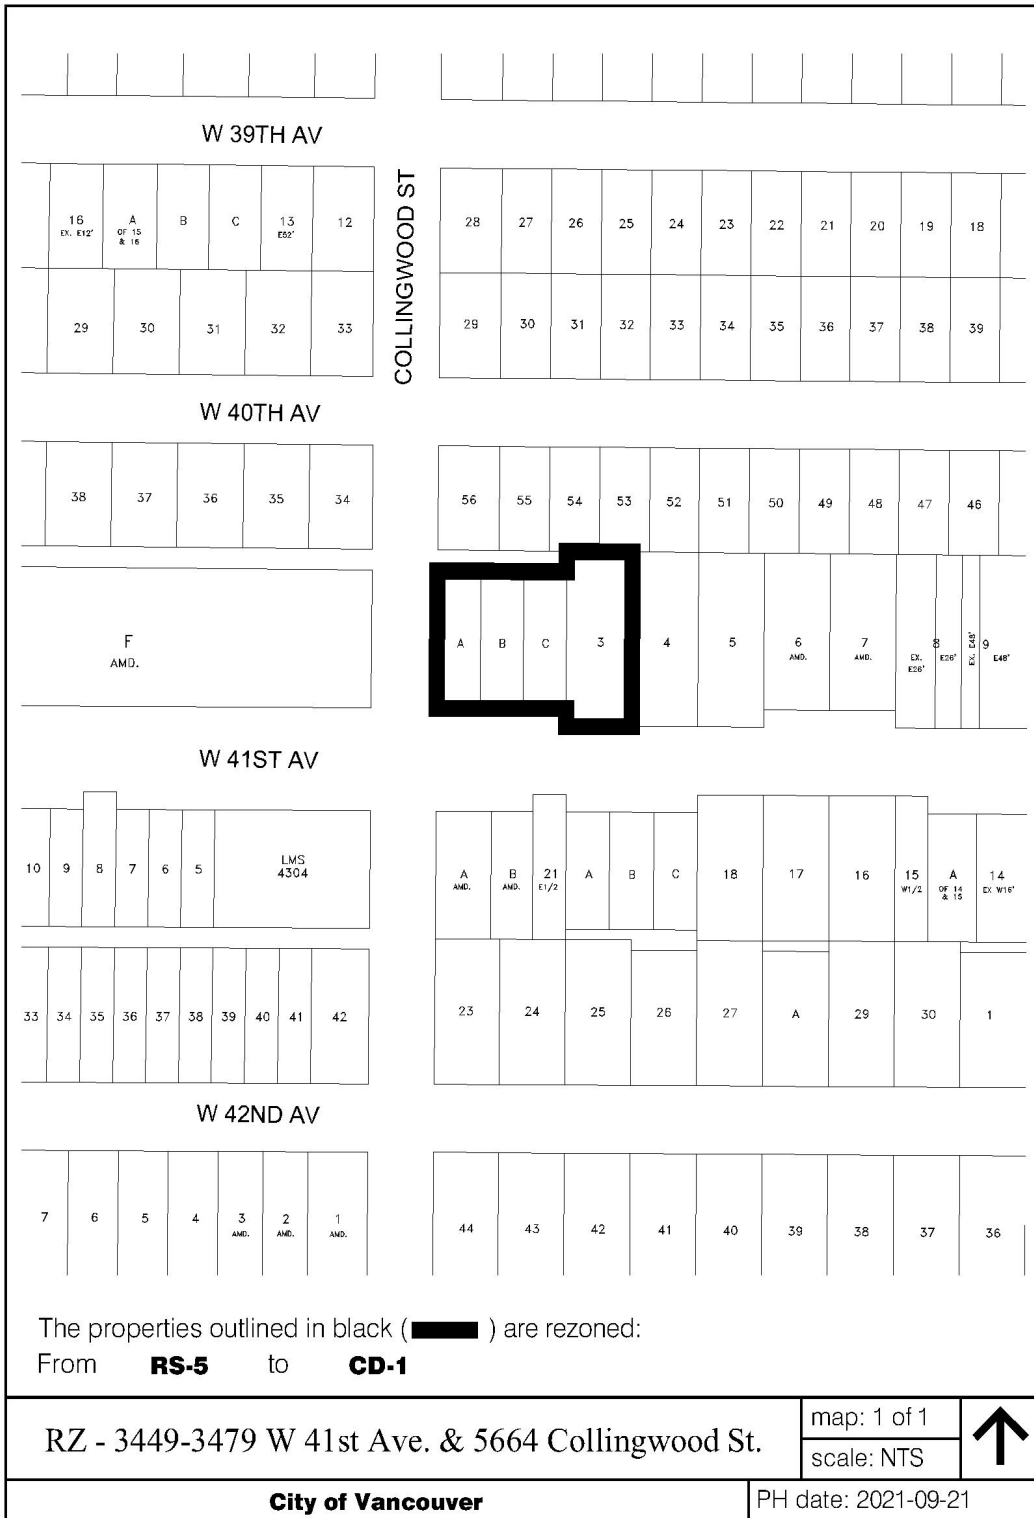 W 39TH AV
COLLINGWOOD ST
16 A B C 13 12
EX. E12' OF 15 & 16 E52'
28 27 26 25 24 23 22 21 20 19 18
29 30 31 32 33
29 30 31 32 33 34 35 36 37 38 39
W 40TH AV
38 37 36 35 34
56 55 54 53 52 51 50 49 48 47 46
F
AMD.
A B C 3 4 5 6 7 8 9
AMD. AMD. EX. E26' E26' EX. E48' E48'
W 41ST AV
10 9 8 7 6 5 LMS
4304
A B 21 A B C 18 17 16 15 A 14
AMD. AMD. E1/2 W1/2 OF 14 & 15 EX W16'
33 34 35 36 37 38 39 40 41 42
23 24 25 26 27 A 29 30 1
W 42ND AV
7 6 5 4 3 2 1
AMD. AMD. AMD.
44 43 42 41 40 39 38 37 36
The properties outlined in black ( ) are rezoned:
From RS-5 to CD-1
RZ - 3449-3479 W 41st Ave. & 5664 Collingwood St.
map: 1 of 1
scale: NTS
City of Vancouver
PH date: 2021-09-21